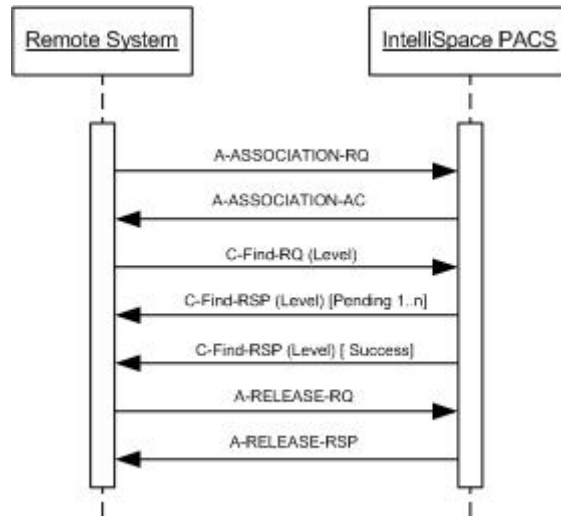 Remote System
IntelliSpace PACS
A-ASSOCIATION-RQ
A-ASSOCIATION-AC
C-Find-RQ (Level)
C-Find-RSP (Level) [Pending 1..n]
C-Find-RSP (Level) [ Success]
A-RELEASE-RQ
A-RELEASE-RSP